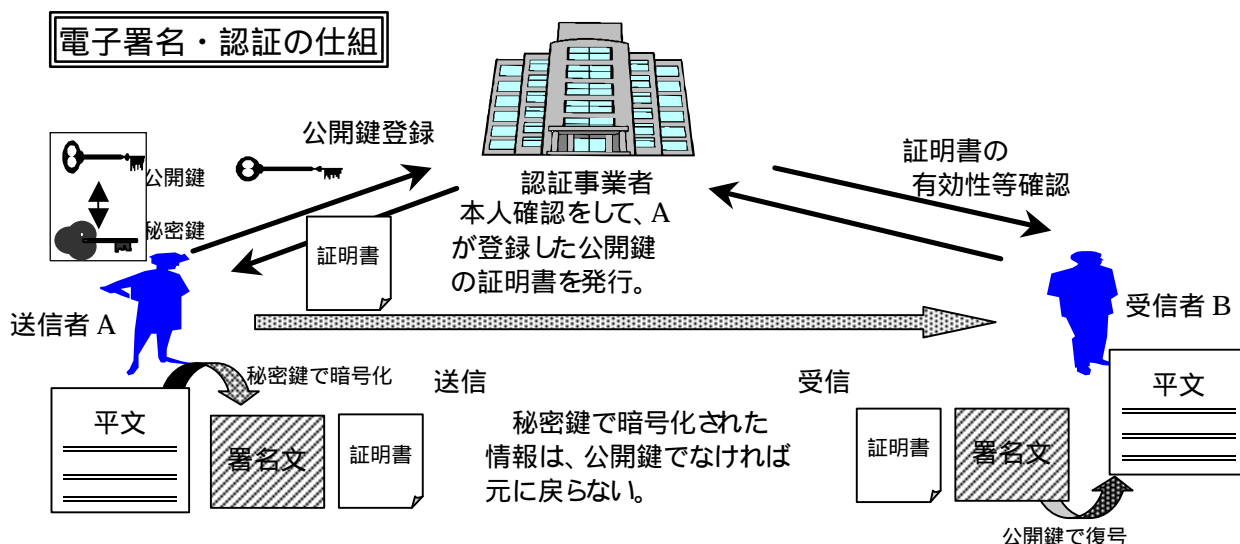 電子署名・認証の仕組
公開鍵登録
公開鍵
秘密鍵
認証事業者
本人確認をして、A
が登録した公開鍵
の証明書を発行。
証明書の
有効性等確認
証明書
送信者 A
受信者 B
秘密鍵で暗号化
送信
受信
平文
署名文
証明書
秘密鍵で暗号化された
情報は、公開鍵でなければ
元に戻らない。
証明書
署名文
平文
公開鍵で復号